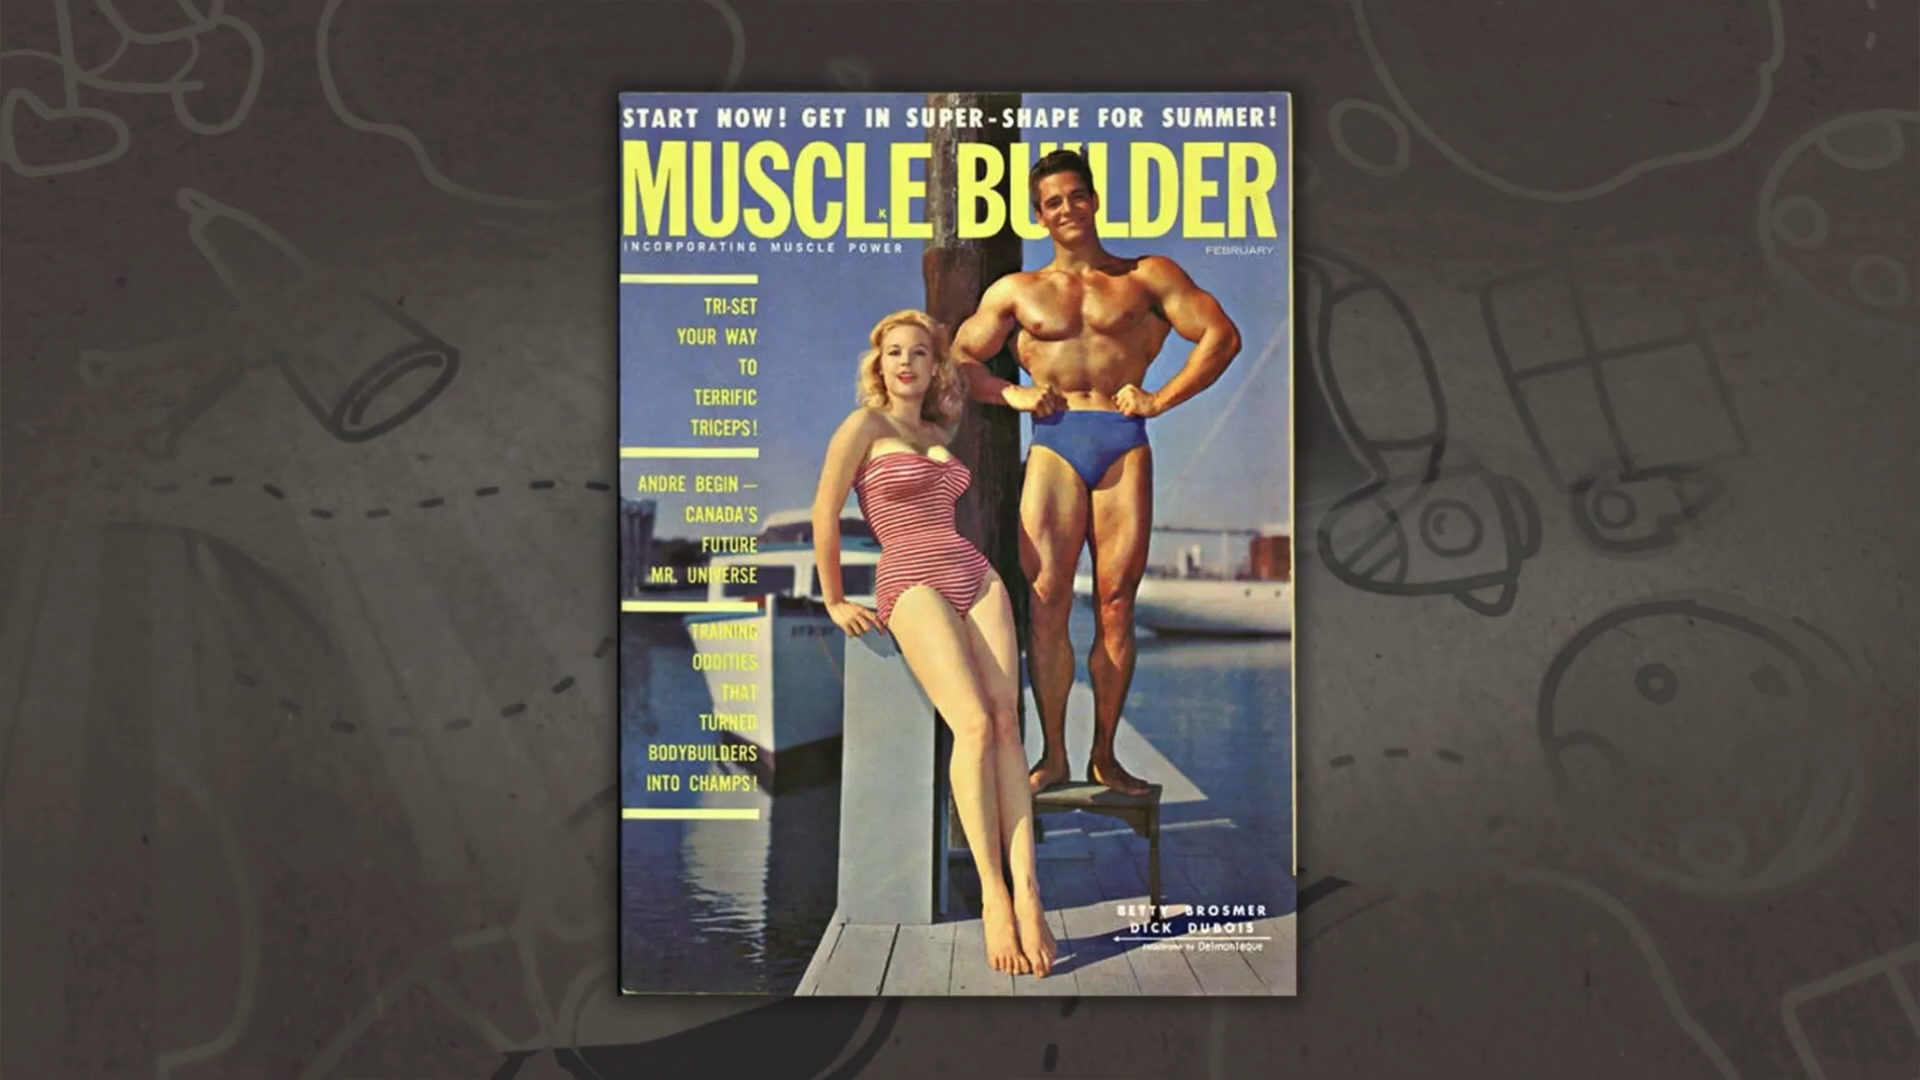 START NOW! GET IN SUPER-SHAPE FOR SUMMER!
MUSCLE BUILDER
K
INCORPORATING MUSCLE POWER
FEBRUARY
TRI-SET
YOUR WAY
TO
TERRIFIC
TRICEPS!
ANDRE BEGIN —
CANADA'S
FUTURE
MR. UNIVERSE
TRAINING
ODDITIES
THAT
TURNED
BODYBUILDERS
INTO CHAMPS!
BETTY BROSMER
DICK DUBOIS
by Delmonteque